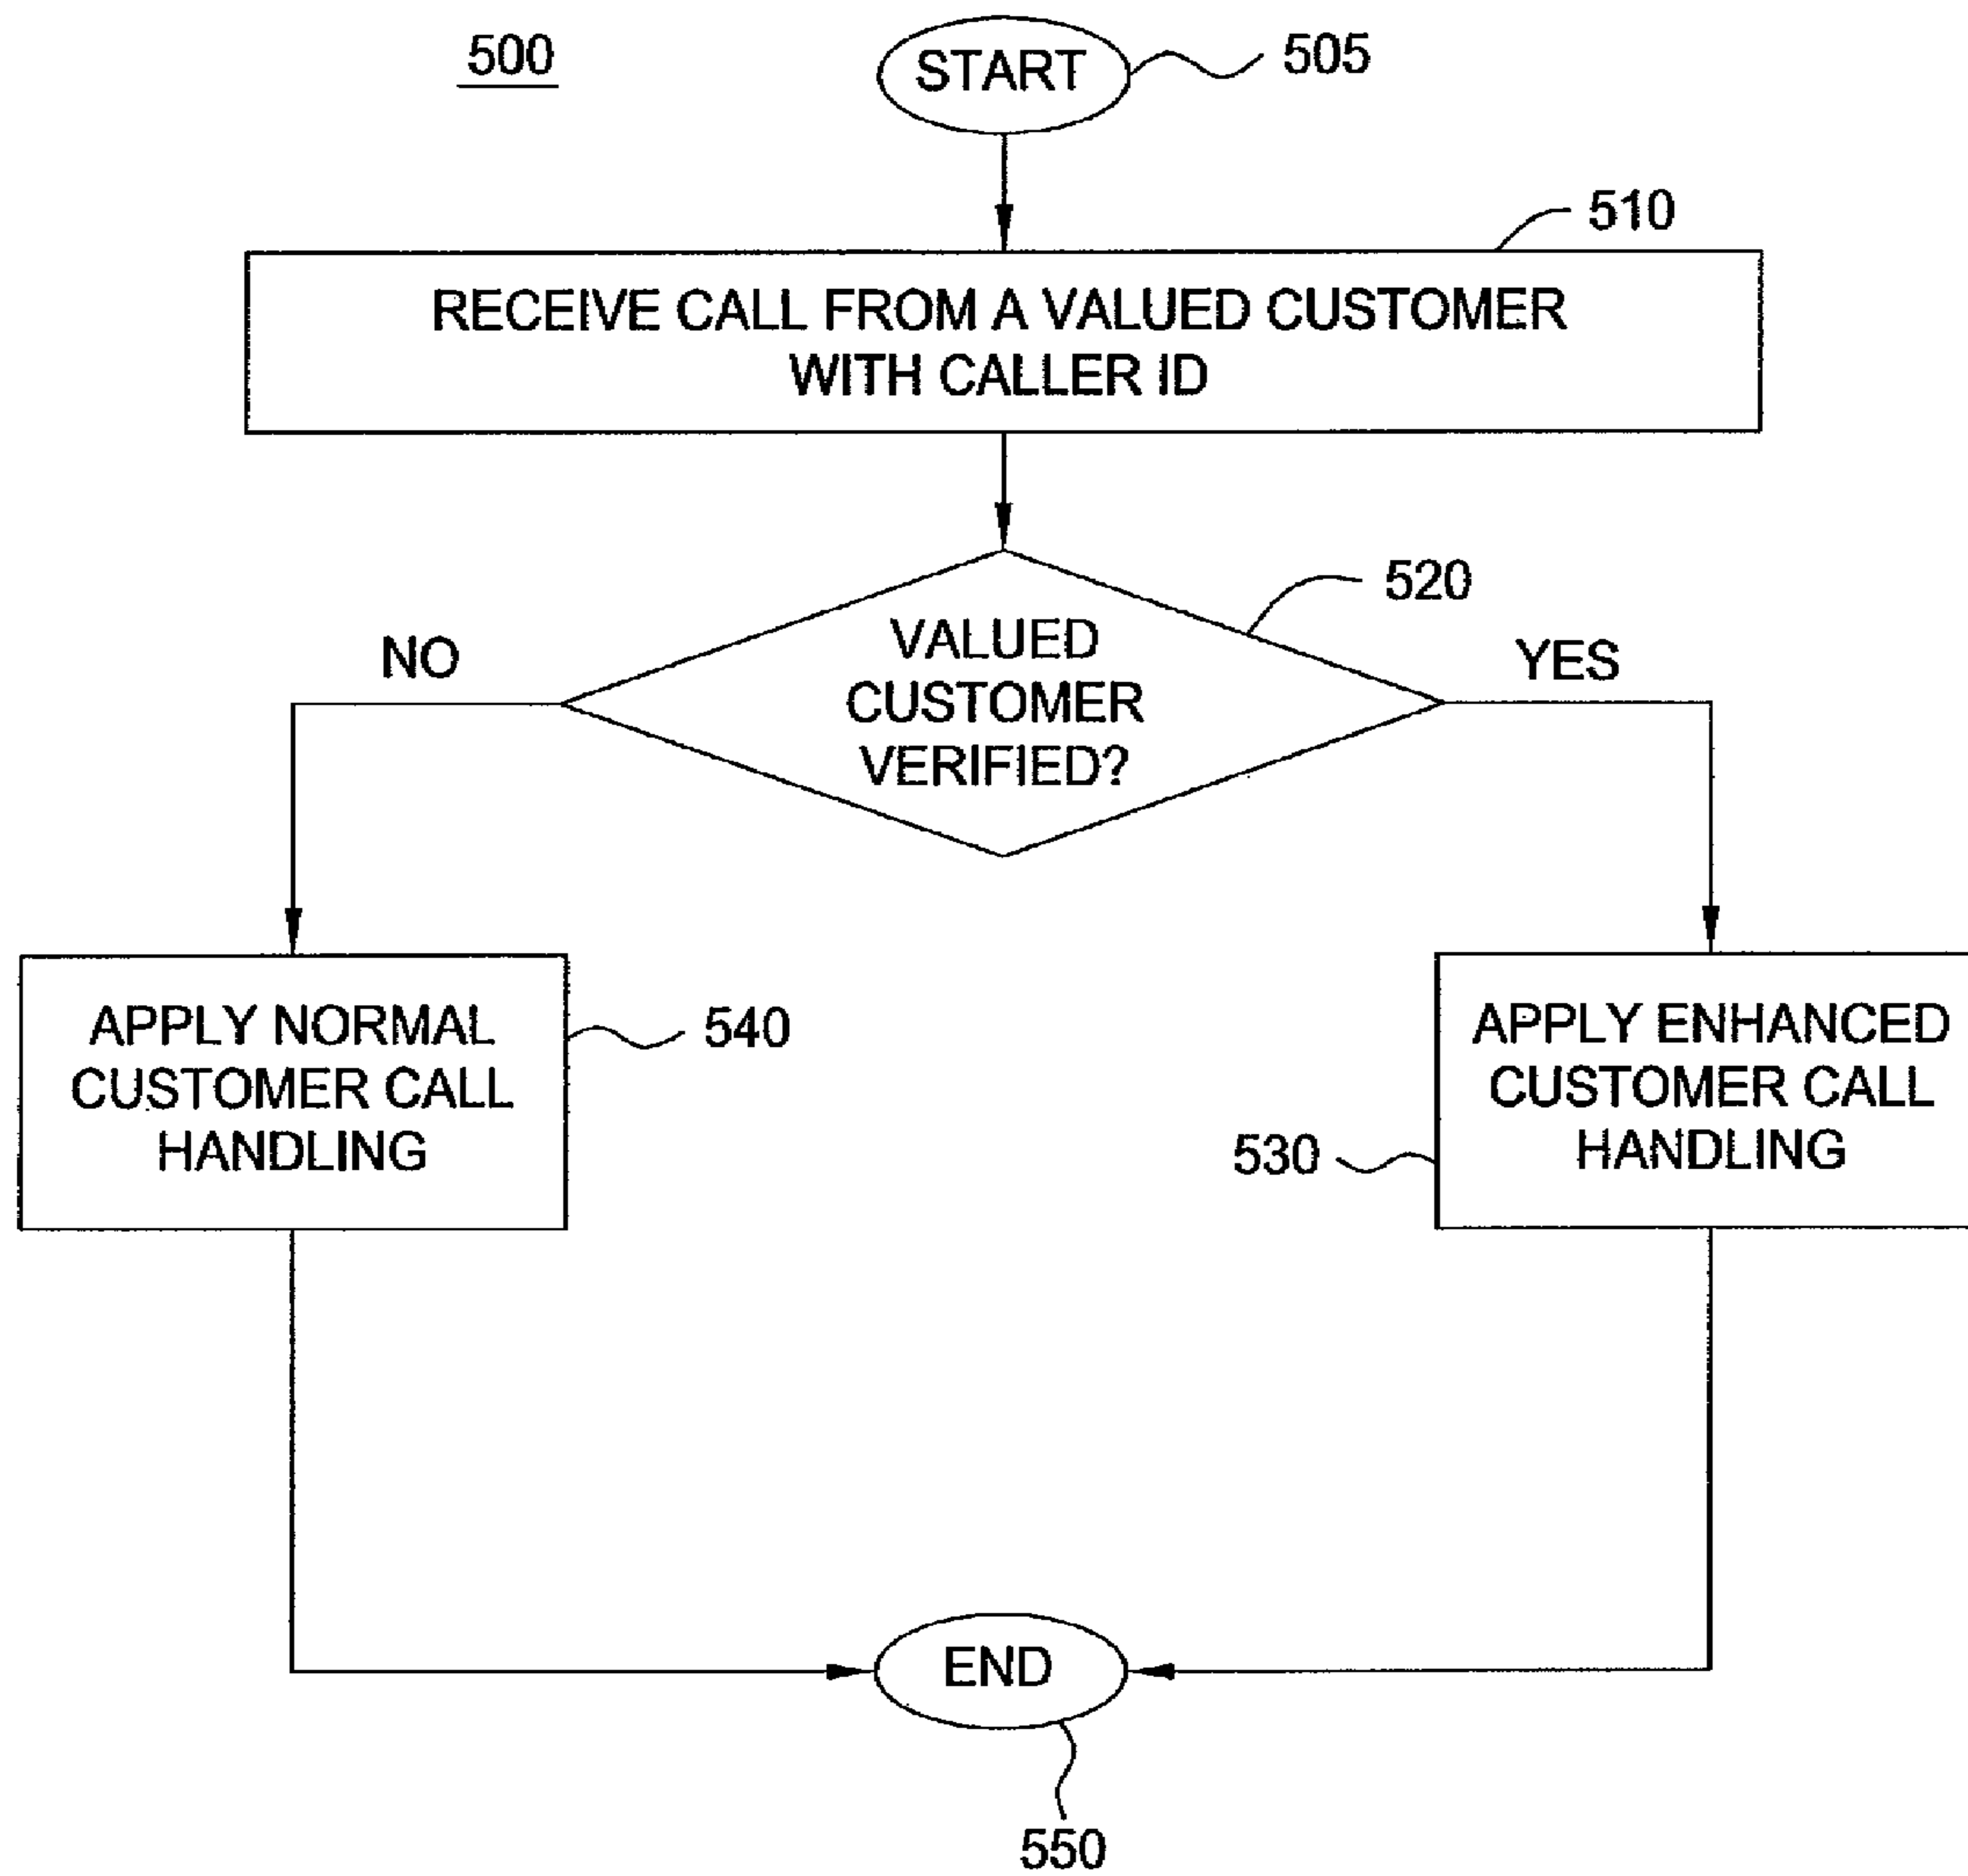 500
START
505
510
RECEIVE CALL FROM A VALUED CUSTOMER
WITH CALLER ID
520
NO
VALUED
CUSTOMER
VERIFIED?
YES
APPLY NORMAL
CUSTOMER CALL
HANDLING
540
530
APPLY ENHANCED
CUSTOMER CALL
HANDLING
END
550